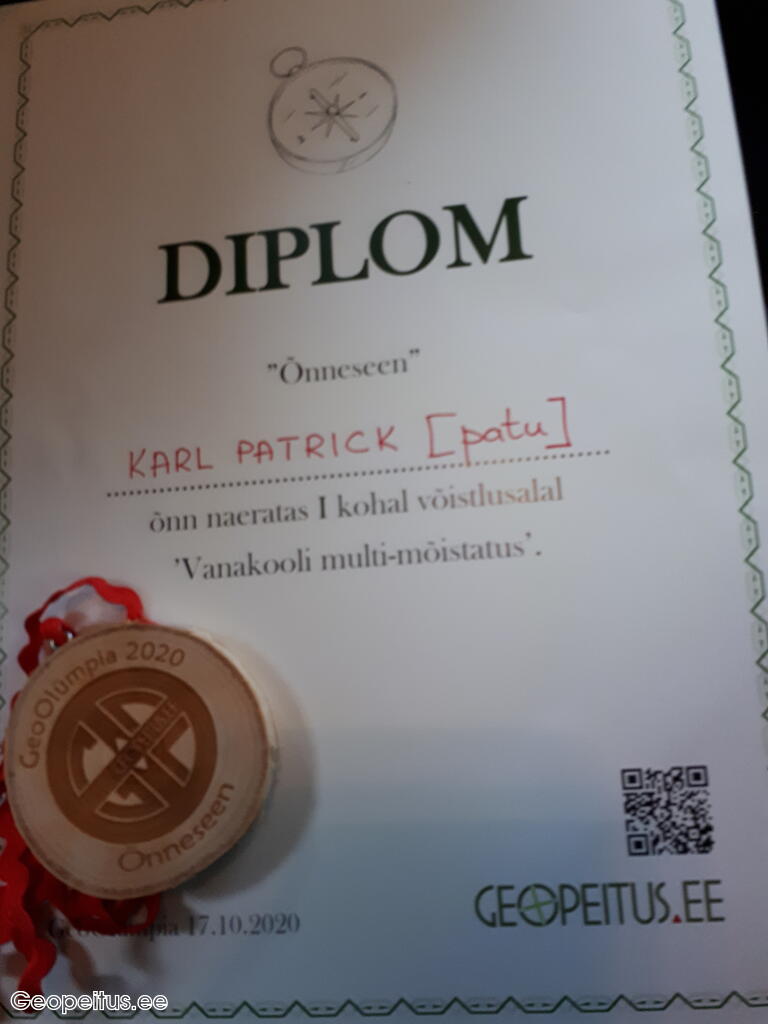 DIPLOM
"Õnneseen"
KARL PATRICK [patu]
õnn naeratas I kohal võistlusalal
'Vanakooli multi-mõistatus'.
GeoOlümpia 2020
Õnneseen
GEOPEITUS.EE
GeoOlümpia 17.10.2020
Geopeitus.ee